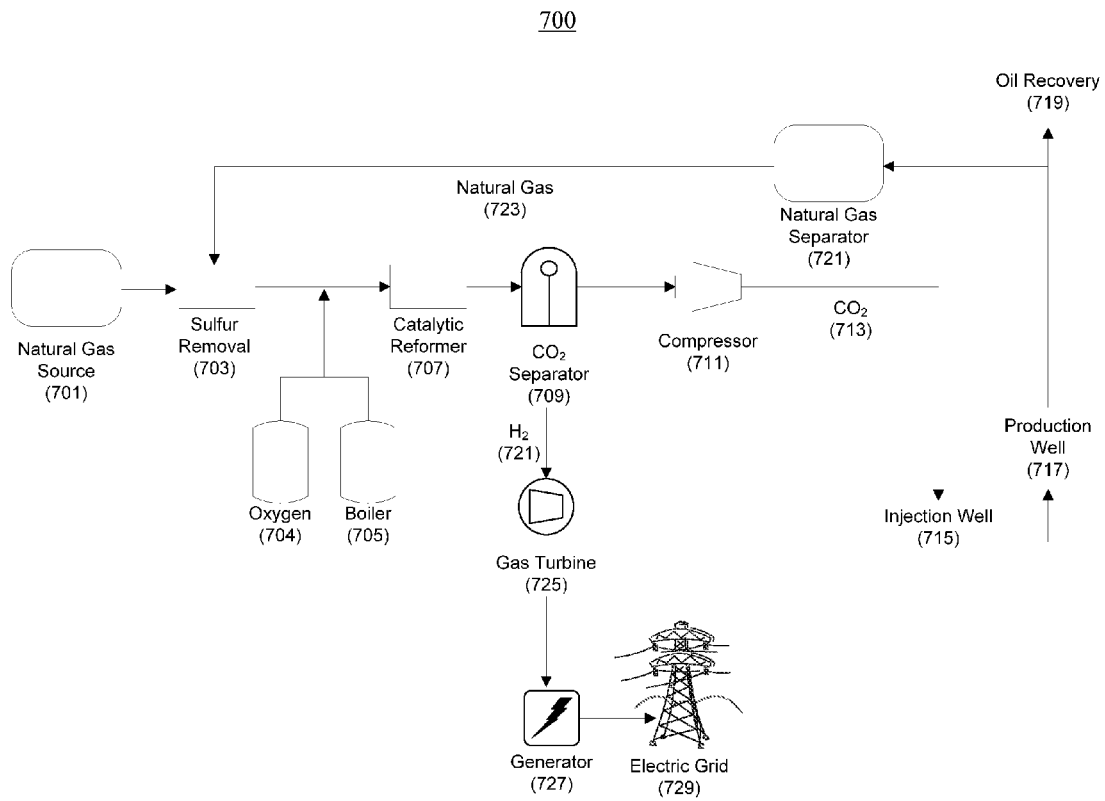 700
Oil Recovery
(719)
Natural Gas
(723)
Natural Gas
Separator
(721)
Natural Gas
Source
(701)
Sulfur
Removal
(703)
Catalytic
Reformer
(707)
CO₂
Separator
(709)
Compressor
(711)
CO₂
(713)
Production
Well
(717)
H₂
(721)
Oxygen
(704)
Boiler
(705)
Injection Well
(715)
Gas Turbine
(725)
Generator
(727)
Electric Grid
(729)